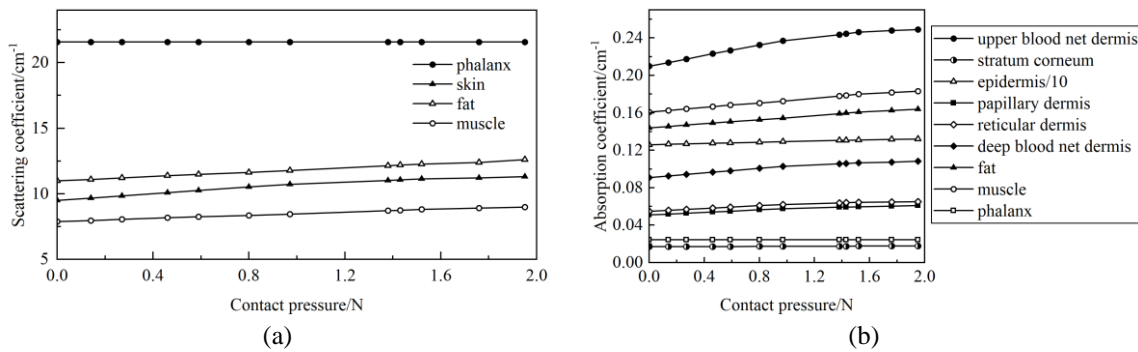 20
15
10
5
0.0 0.4 0.8 1.2 1.6 2.0
Scattering coefficient/cm-1
Contact pressure/N
phalanx
skin
fat
muscle
(a)
0.24
0.20
0.16
0.12
0.08
0.04
0.00
0.0 0.4 0.8 1.2 1.6 2.0
Absorption coefficient/cm-1
Contact pressure/N
upper blood net dermis
stratum corneum
epidermis/10
papillary dermis
reticular dermis
deep blood net dermis
fat
muscle
phalanx
(b)